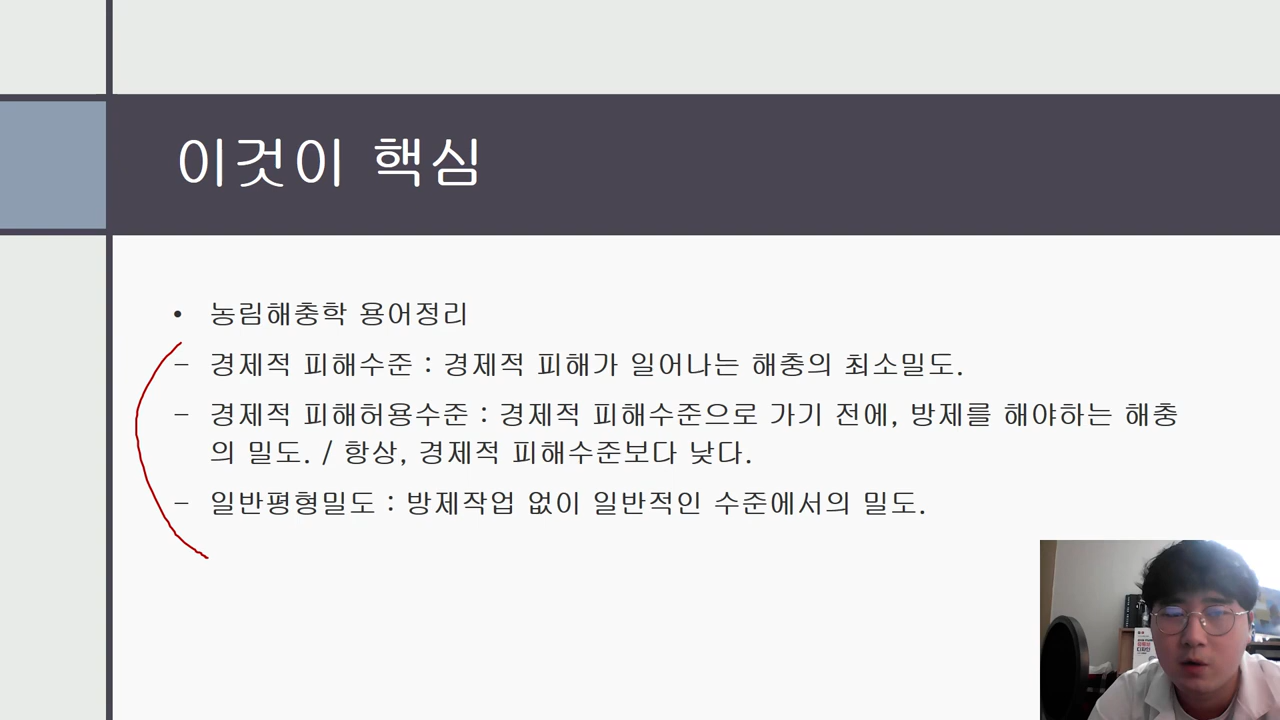 이것이 핵심
• 농림해충학 용어정리
– 경제적 피해수준 : 경제적 피해가 일어나는 해충의 최소밀도.
– 경제적 피해허용수준 : 경제적 피해수준으로 가기 전에, 방제를 해야하는 해충
의 밀도. / 항상, 경제적 피해수준보다 낮다.
– 일반평형밀도 : 방제작업 없이 일반적인 수준에서의 밀도.